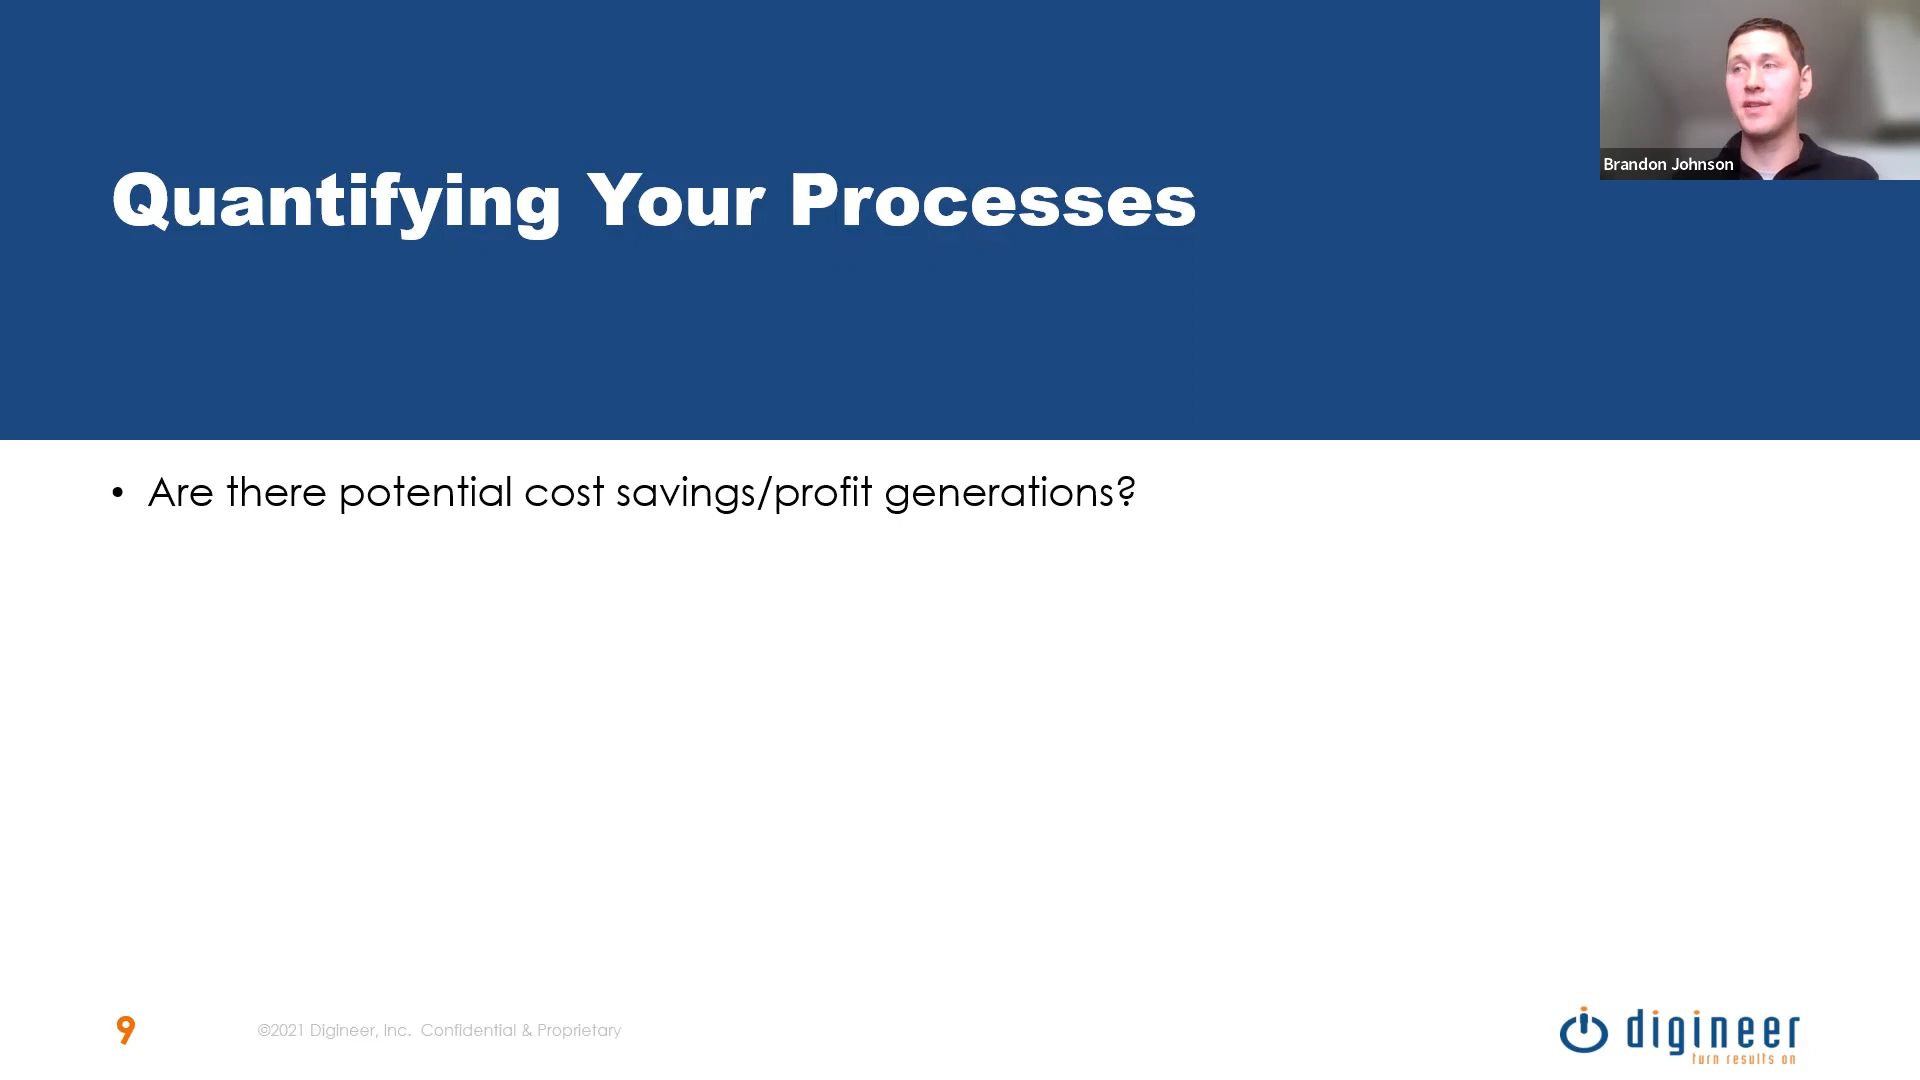 Brandon Johnson
Quantifying Your Processes
• Are there potential cost savings/profit generations?
9
©2021 Digineer, Inc. Confidential & Proprietary
digineer
turn results on